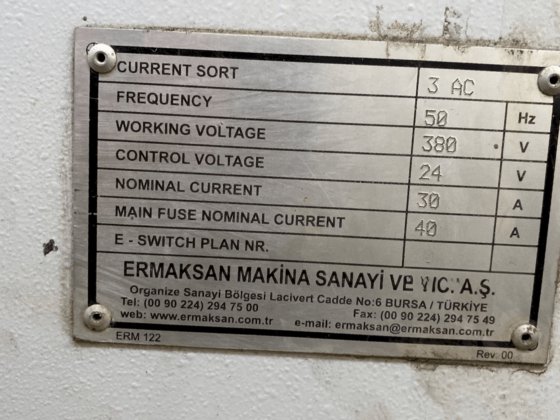 CURRENT SORT 3 AC
FREQUENCY 50 Hz
WORKING VOLTAGE 380 V
CONTROL VOLTAGE 24 V
NOMINAL CURRENT 30 A
MAIN FUSE NOMINAL CURRENT 40 A
E - SWITCH PLAN NR.
ERMAKSAN MAKİNA SANAYİ VE TİC. A.Ş.
Organize Sanayi Bölgesi Lacivert Cadde No:6 BURSA / TÜRKİYE
Tel: (00 90 224) 294 75 00 Fax: (00 90 224) 294 75 49
web: www.ermaksan.com.tr e-mail: ermaksan@ermaksan.com.tr
ERM 122 Rev. 00